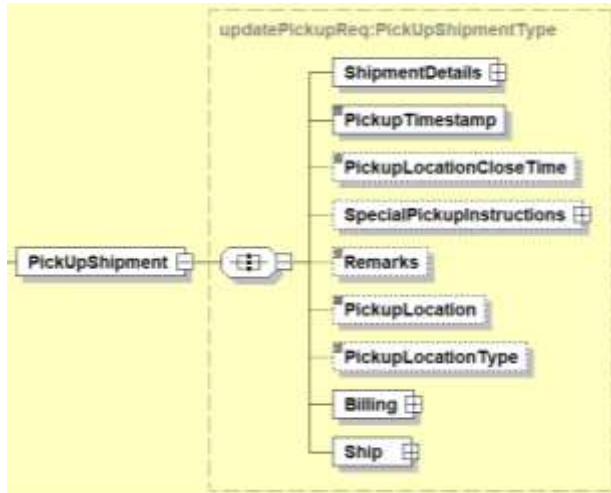 updatePickupReq:PickUpShipmentType
ShipmentDetails
PickupTimestamp
PickupLocationCloseTime
SpecialPickupInstructions
PickUpShipment
Remarks
PickupLocation
PickupLocationType
Billing
Ship